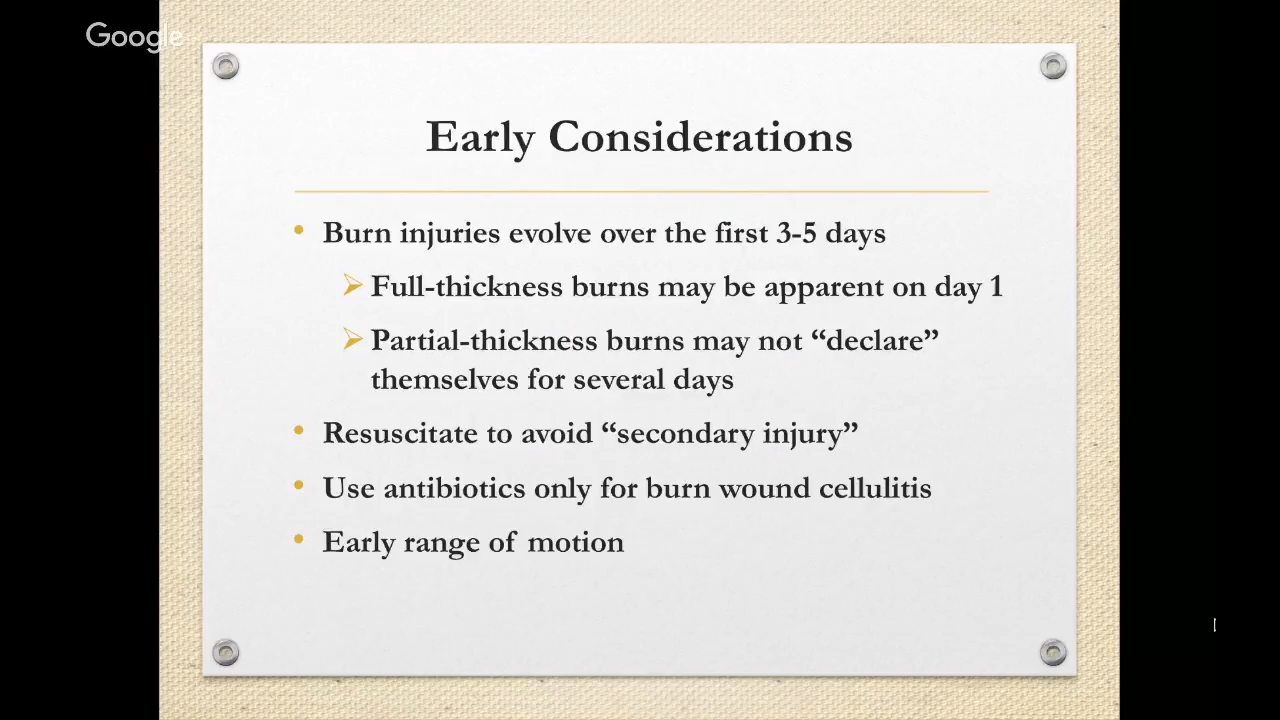 Google
Early Considerations
Burn injuries evolve over the first 3-5 days
Full-thickness burns may be apparent on day 1
Partial-thickness burns may not “declare”
themselves for several days
Resuscitate to avoid “secondary injury”
Use antibiotics only for burn wound cellulitis
Early range of motion